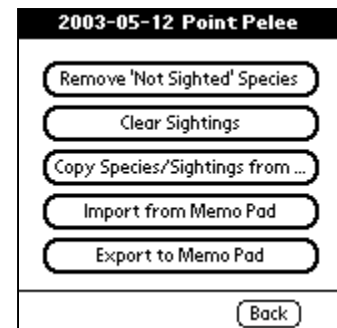 2003-05-12 Point Pelee
Remove 'Not Sighted' Species
Clear Sightings
Copy Species/Sightings from ...
Import from Memo Pad
Export to Memo Pad
Back